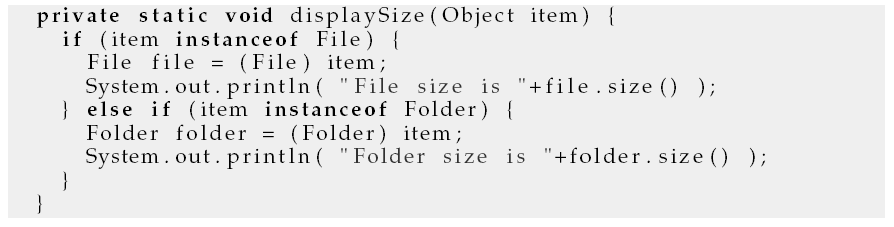 private static void displaySize(Object item) {
if (item instanceof File) {
File file = (File) item;
System.out.println( "File size is "+file.size() );
} else if (item instanceof Folder) {
Folder folder = (Folder) item;
System.out.println( "Folder size is "+folder.size() );
}
}